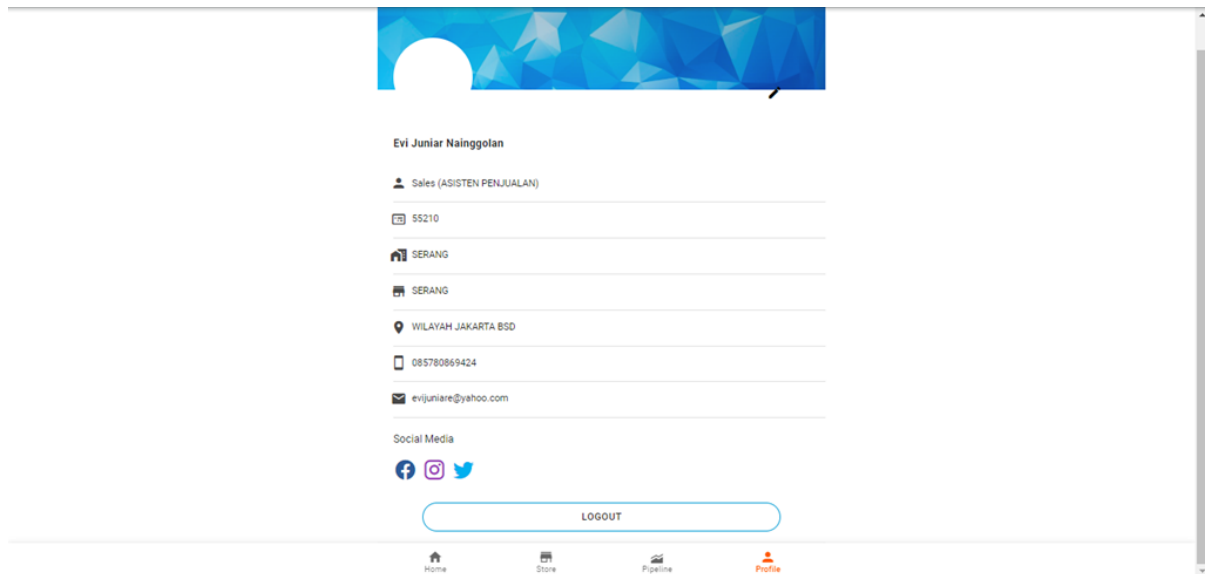 Evi Juniar Nainggolan
Sales (ASISTEN PENJUALAN)
55210
SERANG
SERANG
WILAYAH JAKARTA BSD
085780869424
evijuniare@yahoo.com
Social Media
LOGOUT
Home Store Pipeline Profile